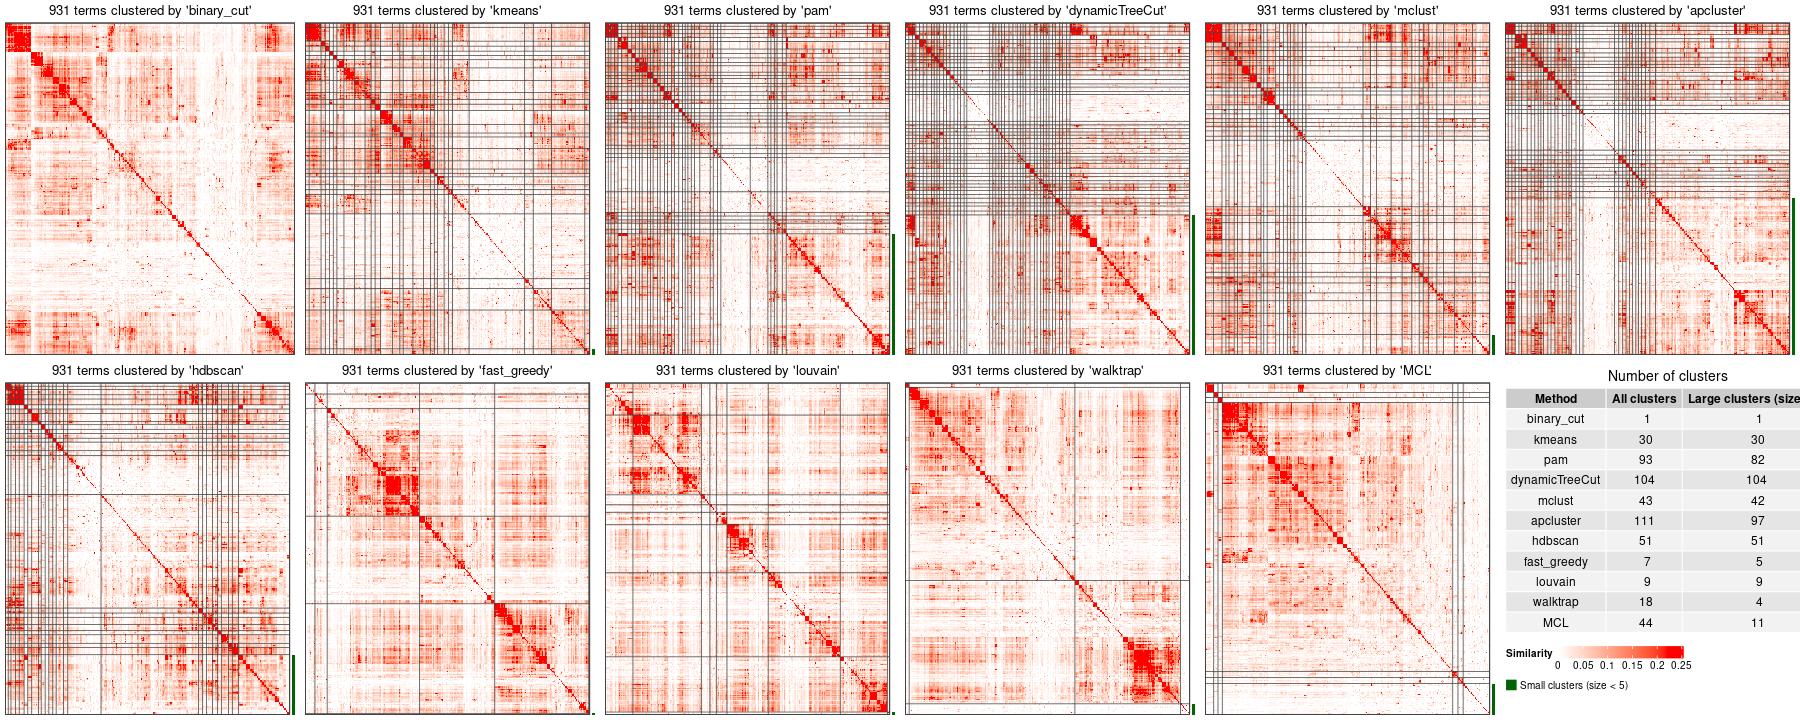 931 terms clustered by 'binary_cut'
931 terms clustered by 'kmeans'
931 terms clustered by 'pam'
931 terms clustered by 'dynamicTreeCut'
931 terms clustered by 'mclust'
931 terms clustered by 'apcluster'
931 terms clustered by 'hdbscan'
931 terms clustered by 'fast_greedy'
931 terms clustered by 'louvain'
931 terms clustered by 'walktrap'
931 terms clustered by 'MCL'
Number of clusters
Method All clusters Large clusters (size
binary_cut 1 1
kmeans 30 30
pam 93 82
dynamicTreeCut 104 104
mclust 43 42
apcluster 111 97
hdbscan 51 51
fast_greedy 7 5
louvain 9 9
walktrap 18 4
MCL 44 11
Similarity
0 0.05 0.1 0.15 0.2 0.25
Small clusters (size < 5)